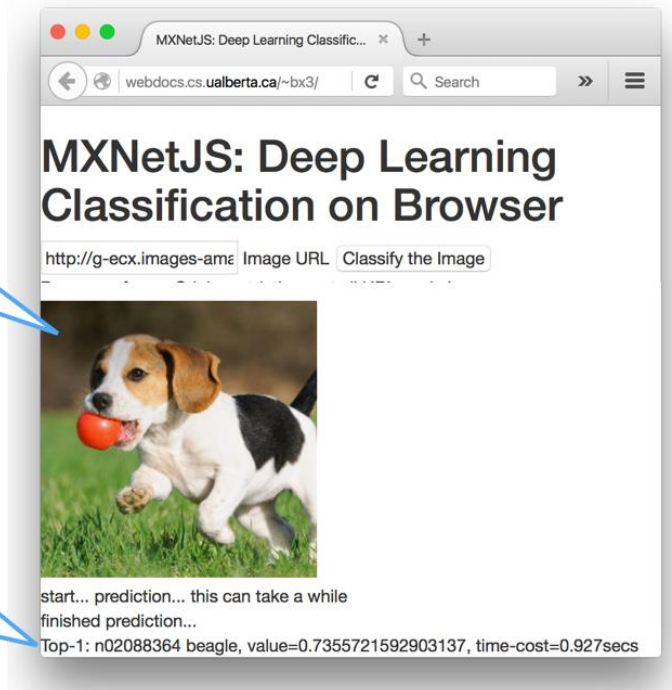 MXNetJS: Deep Learning Classific...
webdocs.cs.ualberta.ca/~bx3/
Search
MXNetJS: Deep Learning
Classification on Browser
http://g-ecx.images-ama Image URL Classify the Image
start... prediction... this can take a while
finished prediction...
Top-1: n02088364 beagle, value=0.7355721592903137, time-cost=0.927secs